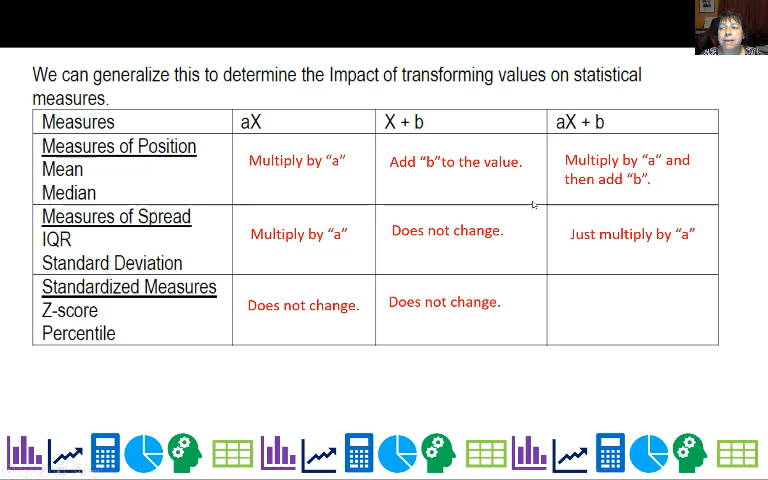 We can generalize this to determine the Impact of transforming values on statistical
measures.
Measures
aX
X + b
aX + b
Measures of Position
Mean
Median
Multiply by “a”
Add “b”to the value.
Multiply by “a” and
then add “b”.
Measures of Spread
IQR
Standard Deviation
Multiply by “a”
Does not change.
Just multiply by “a”
Standardized Measures
Z-score
Percentile
Does not change.
Does not change.